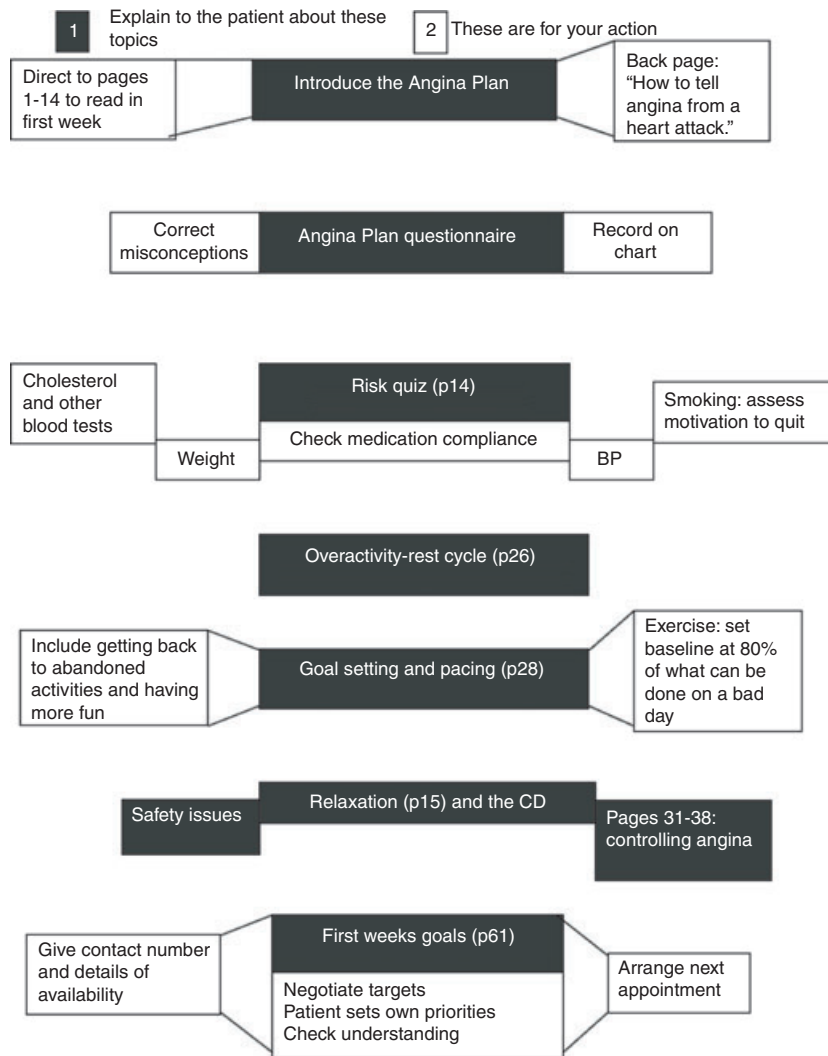 1
Explain to the patient about these
topics
2
These are for your action
Direct to pages
1-14 to read in
first week
Introduce the Angina Plan
Back page:
“How to tell
angina from a
heart attack.”
Correct
misconceptions
Angina Plan questionnaire
Record on
chart
Cholesterol
and other
blood tests
Weight
Risk quiz (p14)
Check medication compliance
BP
Smoking: assess
motivation to quit
Overactivity-rest cycle (p26)
Include getting back
to abandoned
activities and having
more fun
Goal setting and pacing (p28)
Exercise: set
baseline at 80%
of what can be
done on a bad
day
Safety issues
Relaxation (p15) and the CD
Pages 31-38:
controlling angina
Give contact number
and details of
availability
First weeks goals (p61)
Negotiate targets
Patient sets own priorities
Check understanding
Arrange next
appointment